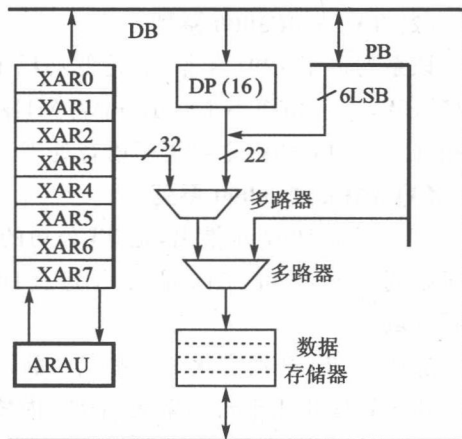 DB
PB
XAR0
XAR1
XAR2
XAR3
XAR4
XAR5
XAR6
XAR7
DP (16)
6LSB
32
22
多路器
多路器
ARAU
数据
存储器